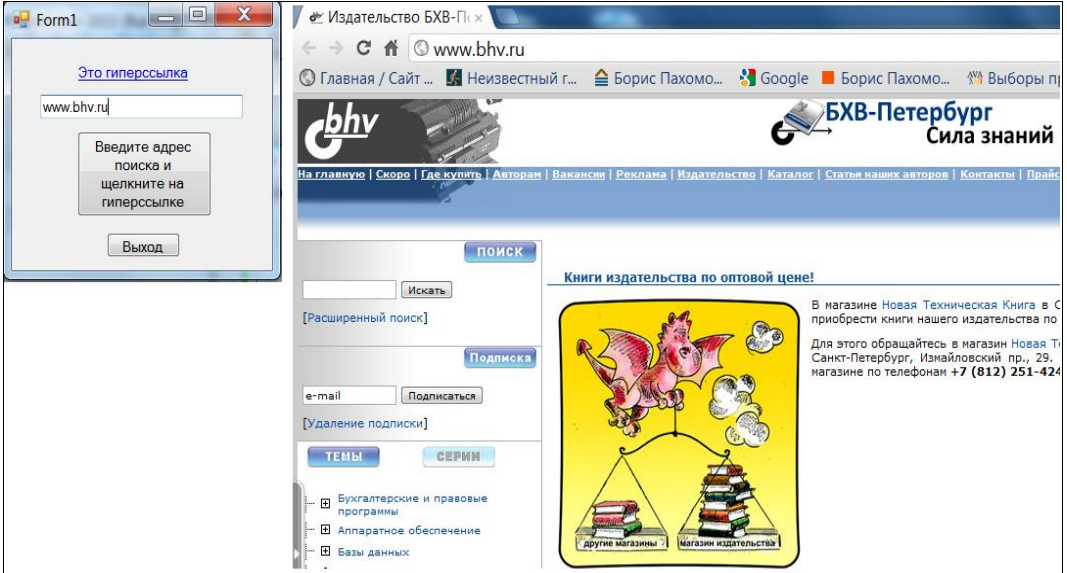 Form1
Это гиперссылка
www.bhv.ru
Введите адрес
поиска и
щелкните на
гиперссылке
Выход
Издательство БХВ-П
www.bhv.ru
Главная / Сайт ... Неизвестный г... Борис Пахомо... Google Борис Пахомо... Выборы п
bhv
БХВ-Петербург
Сила знаний
На главную | Скоро | Где купить | Авторам | Вакансии | Реклама | Издательство | Каталог | Статьи наших авторов | Контакты | Прайс
ПОИСК
Искать
[Расширенный поиск]
Подписка
e-mail Подписаться
[Удаление подписки]
ТЕМЫ СЕРИИ
Бухгалтерские и правовые
программы
Аппаратное обеспечение
Базы данных
Книги издательства по оптовой цене!
В магазине Новая Техническая Книга в С
приобрести книги нашего издательства по
Для этого обращайтесь в магазин Новая Т
Санкт-Петербург, Измайловский пр., 29.
магазине по телефонам +7 (812) 251-424
другие магазины
магазин издательства